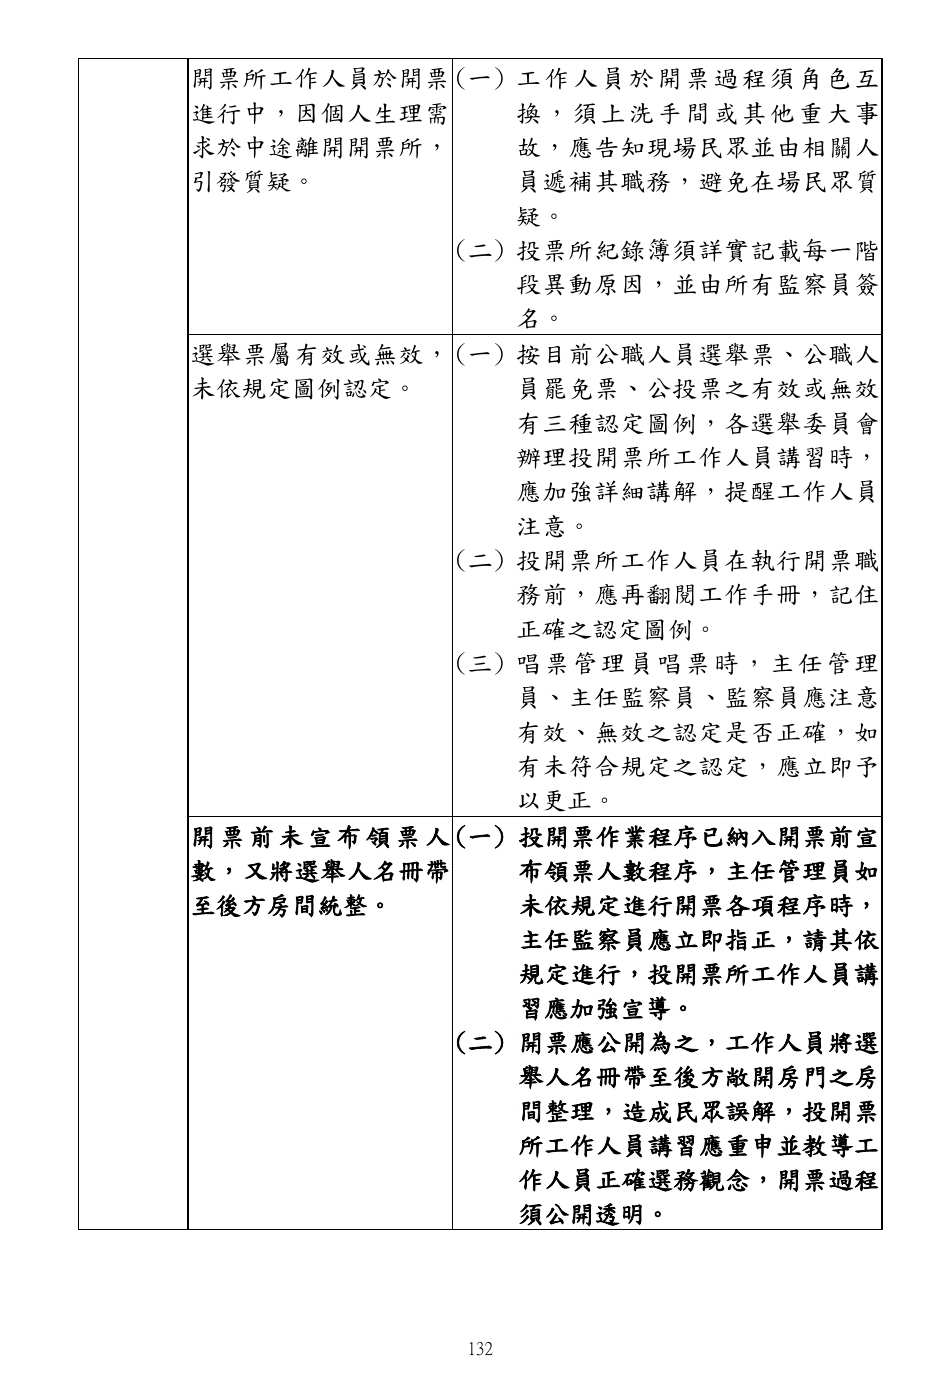 開票所工作人員於開票
進行中，因個人生理需
求於中途離開開票所，
引發質疑。
(一) 工作人員於開票過程須角色互
換，須上洗手間或其他重大事
故，應告知現場民眾並由相關人
員遞補其職務，避免在場民眾質
疑。
(二) 投票所紀錄簿須詳實記載每一階
段異動原因，並由所有監察員簽
名。
選舉票屬有效或無效，
未依規定圖例認定。
(一) 按目前公職人員選舉票、公職人
員罷免票、公投票之有效或無效
有三種認定圖例，各選舉委員會
辦理投開票所工作人員講習時，
應加強詳細講解，提醒工作人員
注意。
(二) 投開票所工作人員在執行開票職
務前，應再翻閱工作手冊，記住
正確之認定圖例。
(三) 唱票管理員唱票時，主任管理
員、主任監察員、監察員應注意
有效、無效之認定是否正確，如
有未符合規定之認定，應立即予
以更正。
開票前未宣布領票人
數，又將選舉人名冊帶
至後方房間統整。
(一) 投開票作業程序已納入開票前宣
布領票人數程序，主任管理員如
未依規定進行開票各項程序時，
主任監察員應立即指正，請其依
規定進行，投開票所工作人員講
習應加強宣導。
(二) 開票應公開為之，工作人員將選
舉人名冊帶至後方敞開房門之房
間整理，造成民眾誤解，投開票
所工作人員講習應重申並教導工
作人員正確選務觀念，開票過程
須公開透明。
132